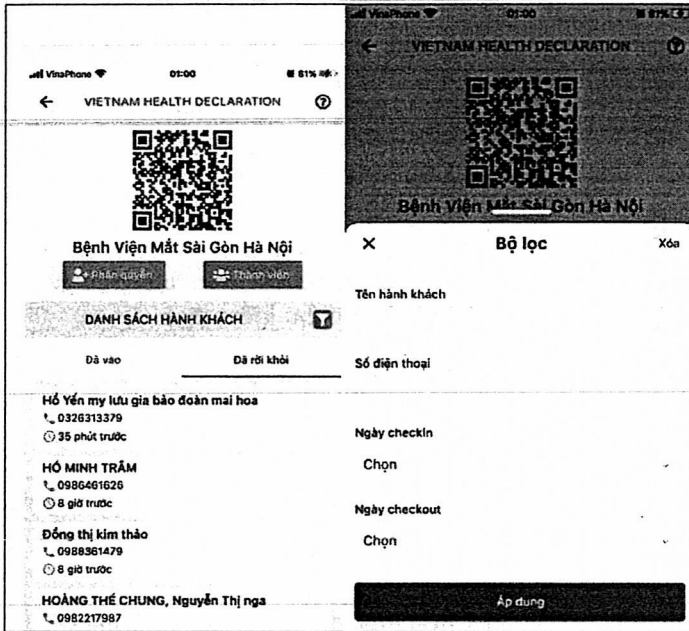 VinaPhone 01:00 81%
VIETNAM HEALTH DECLARATION
Bệnh Viện Mắt Sài Gòn Hà Nội
Phân quyền Thành viên
DANH SÁCH HÀNH KHÁCH
Đã vào Đã rời khỏi
Hồ Yến my lưu gia bảo đoàn mai hoa
0326313379
35 phút trước
HỒ MINH TRÂM
0986461626
8 giờ trước
Đồng thị kim thảo
0988361479
8 giờ trước
HOÀNG THẾ CHUNG, Nguyễn Thị nga
0982217987
VinaPhone 01:00
VIETNAM HEALTH DECLARATION
Bệnh Viện Mắt Sài Gòn Hà Nội
Bộ lọc Xóa
Tên hành khách
Số điện thoại
Ngày checkin
Chọn
Ngày checkout
Chọn
Áp dụng